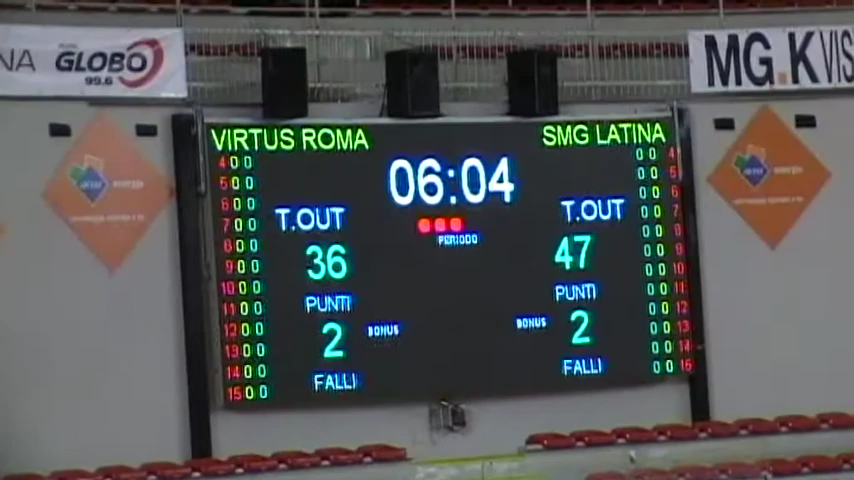 NA
GLOBO
99.6
MG.K VIS
VIRTUS ROMA
SMG LATINA
06:04
T.OUT
T.OUT
PERIODO
36
47
PUNTI
PUNTI
2
BONUS
BONUS
2
FALLI
FALLI
4 0 0
5 0 0
6 0 0
7 0 0
8 0 0
9 0 0
10 0 0
11 0 0
12 0 0
13 0 0
14 0 0
15 0 0
0 0 4
0 0 5
0 0 6
0 0 7
0 0 8
0 0 9
0 0 10
0 0 11
0 0 12
0 0 13
0 0 14
0 0 15